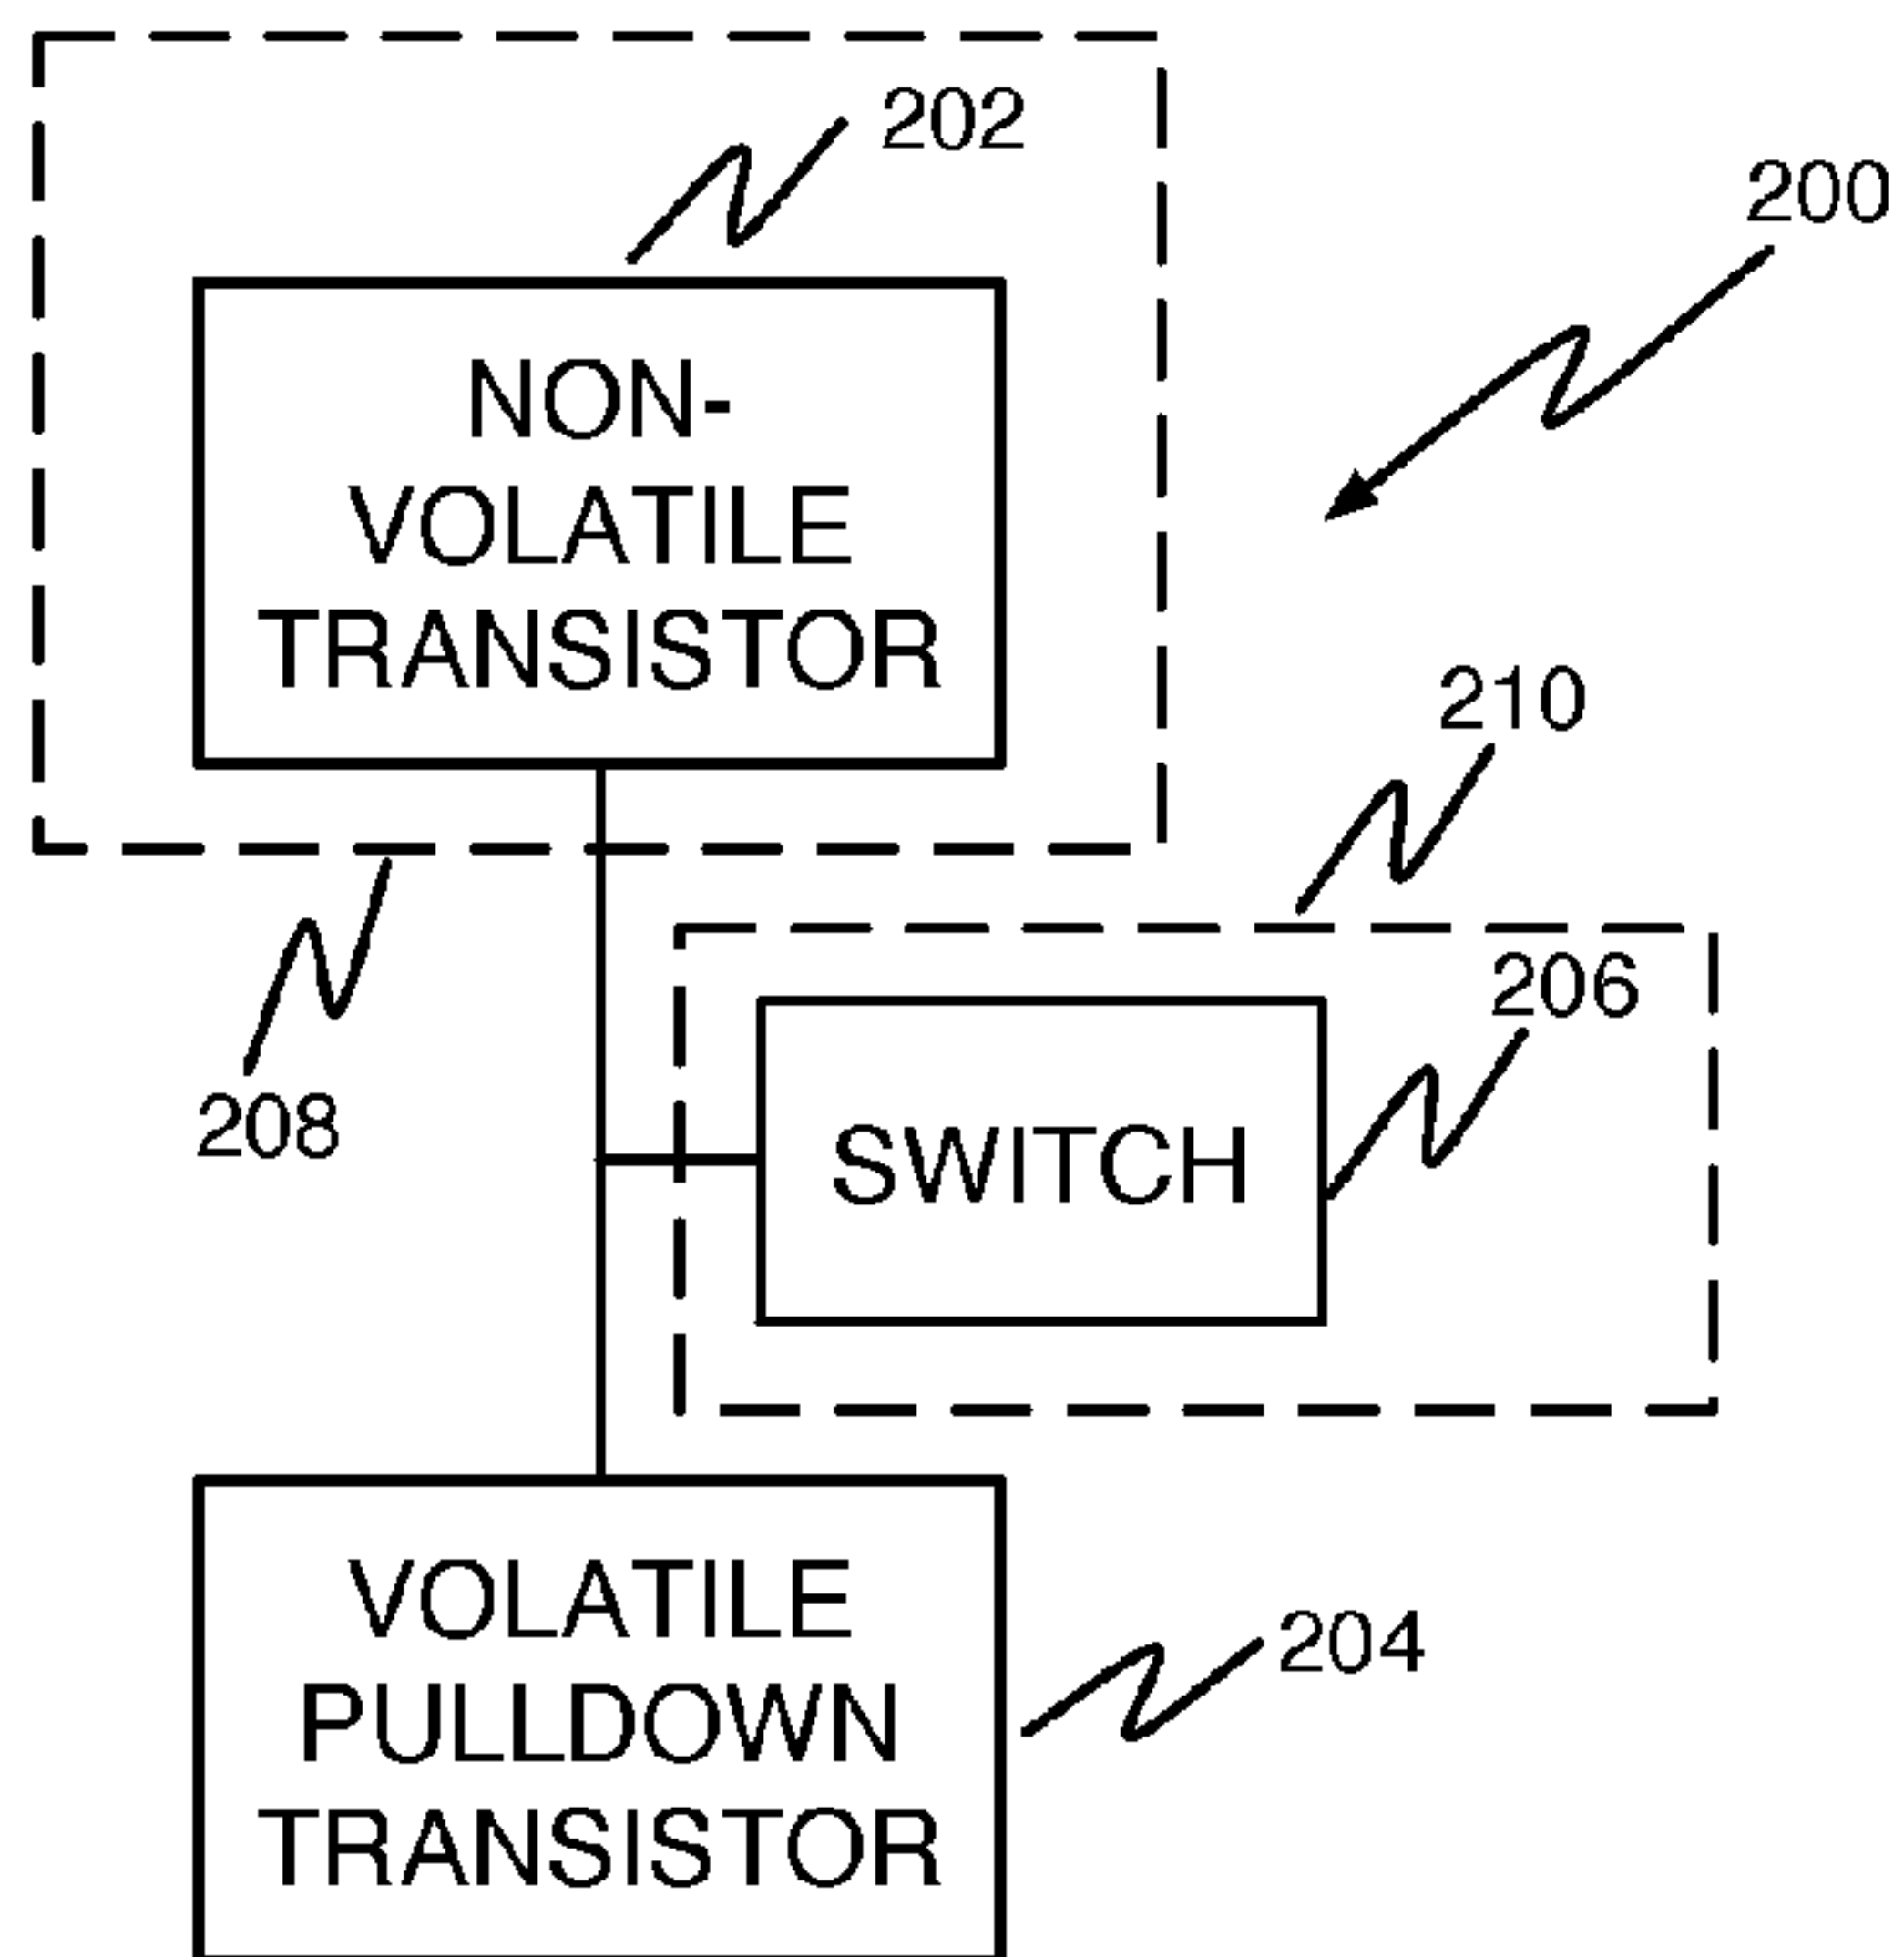 202
200
NON-
VOLATILE
TRANSISTOR
210
206
208
SWITCH
VOLATILE
PULLDOWN
TRANSISTOR
204